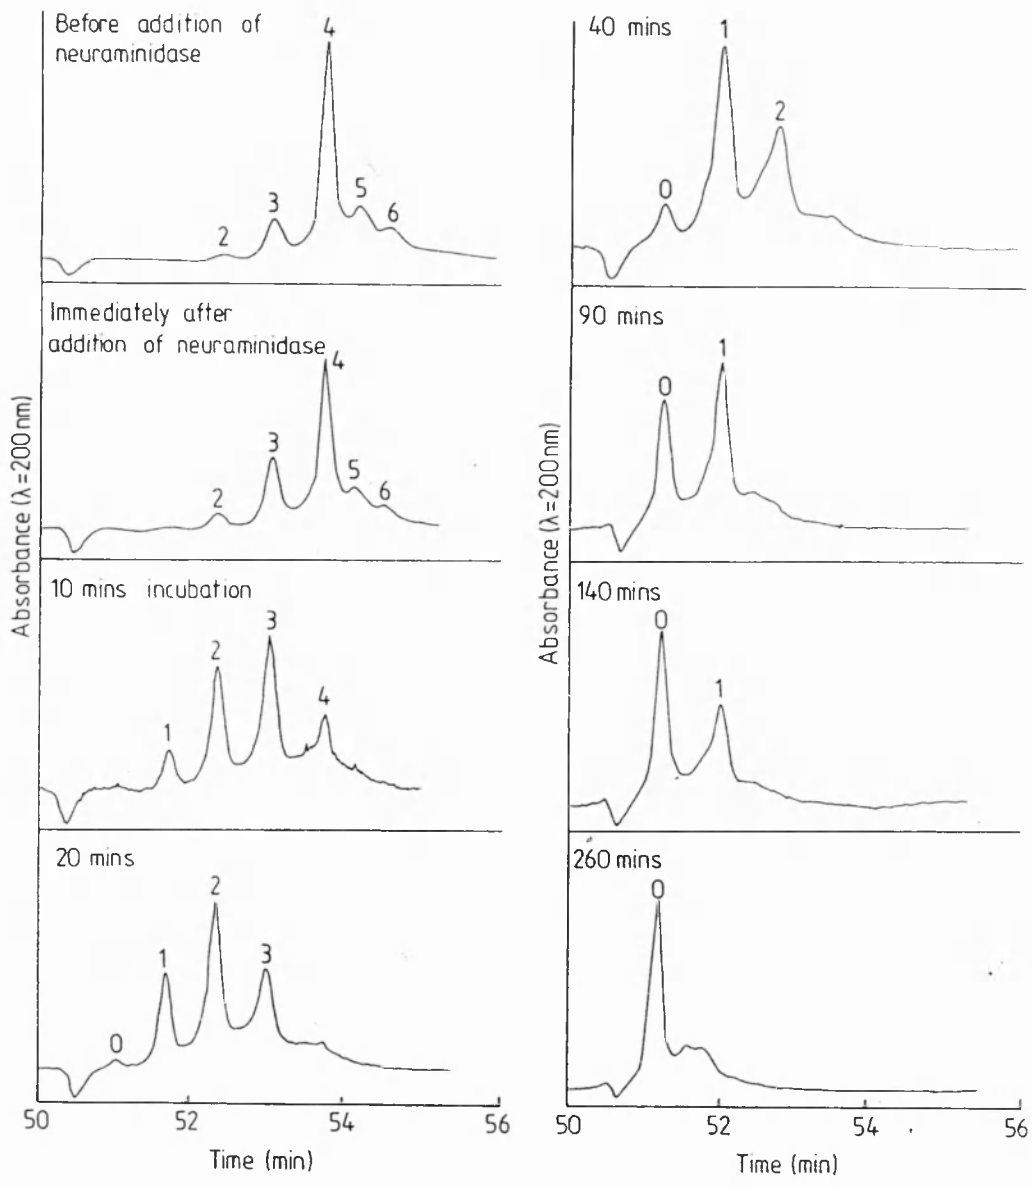 Before addition of
neuraminidase
4
3
5
6
2
Immediately after
addition of neuraminidase
4
3
5
2
6
10 mins incubation
3
2
4
1
20 mins
2
1
3
0
50 52 54 56
Time (min)
Absorbance (λ=200nm)
40 mins
1
2
0
90 mins
1
0
140 mins
0
1
260 mins
0
50 52 54 56
Time (min)
Absorbance (λ=200nm)